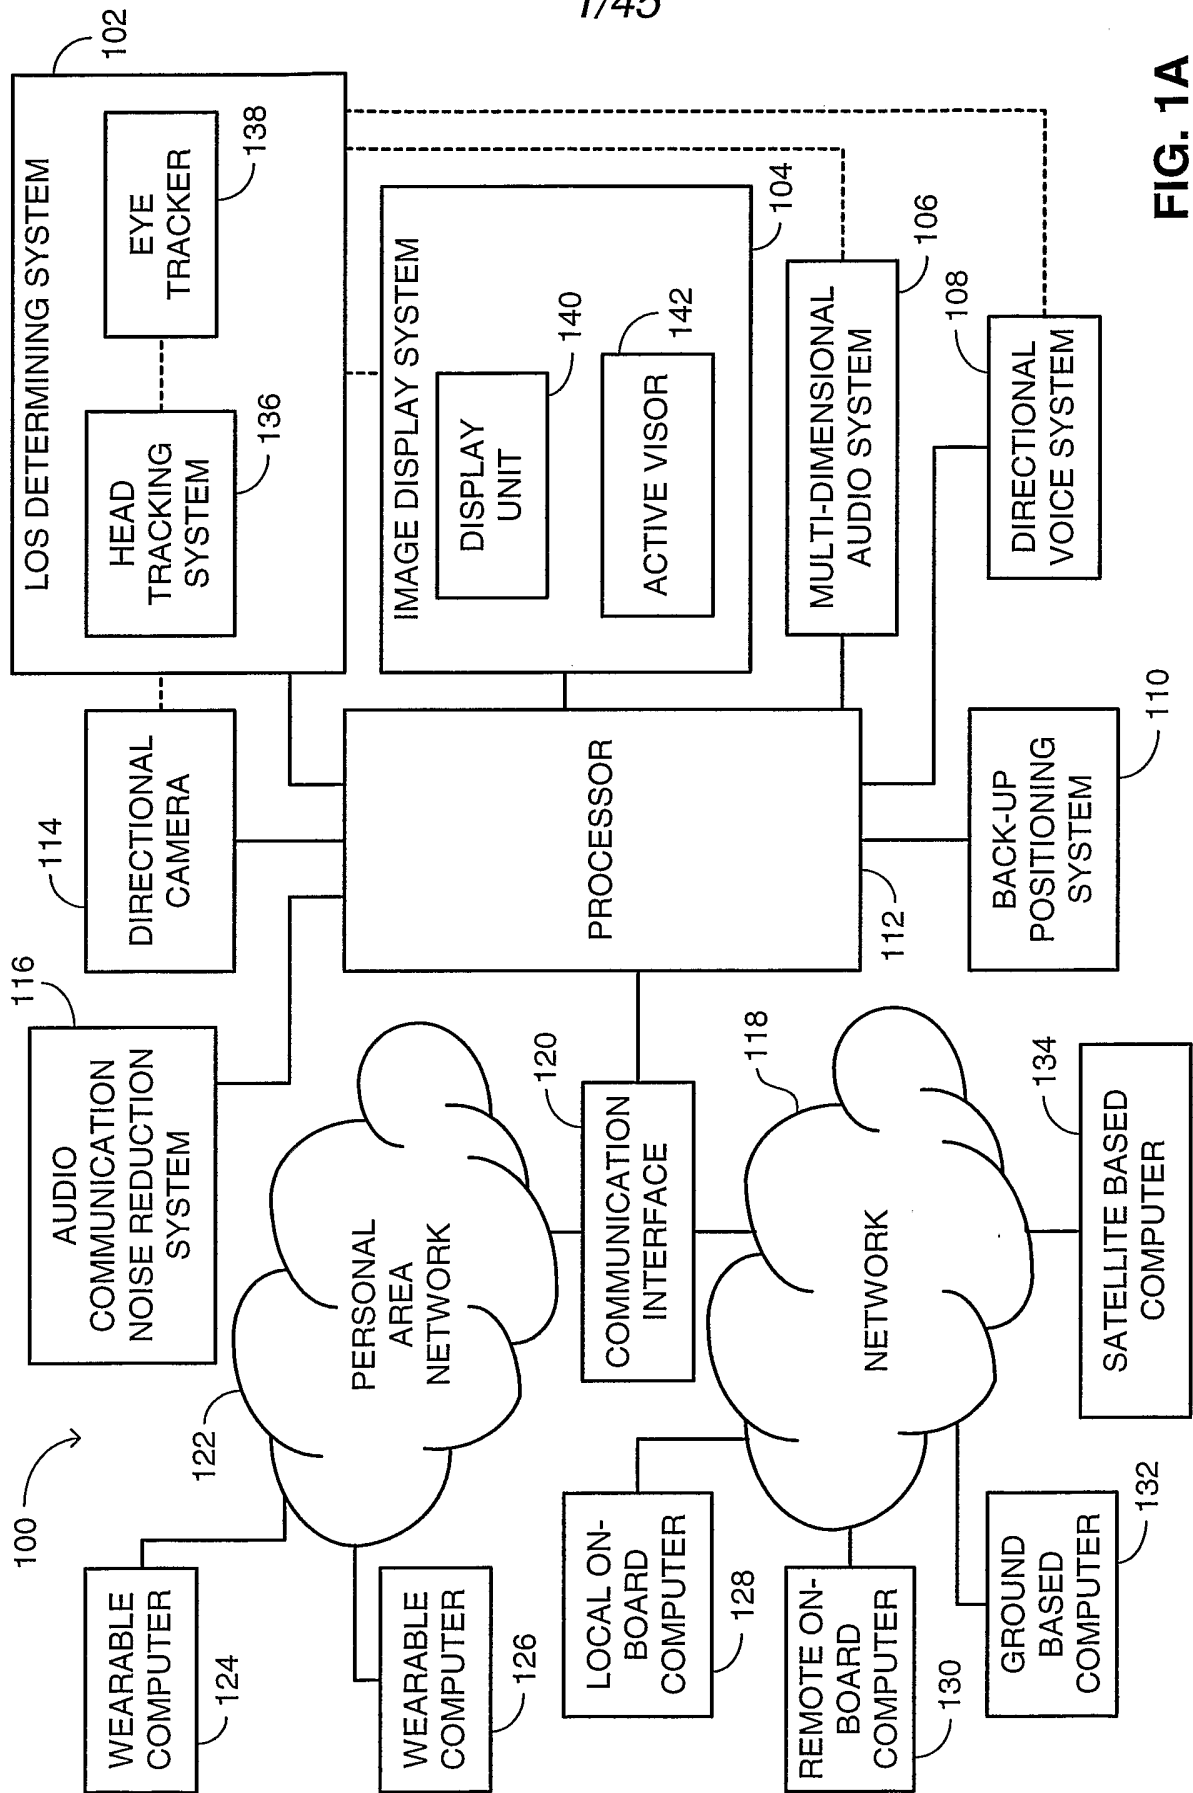 1/45
100
WEARABLE
COMPUTER
124
WEARABLE
COMPUTER
126
LOCAL ON-
BOARD
COMPUTER
128
REMOTE ON-
BOARD
COMPUTER
130
GROUND
BASED
COMPUTER
132
SATELLITE BASED
COMPUTER
134
122
PERSONAL
AREA
NETWORK
NETWORK
118
COMMUNICATION
INTERFACE
120
AUDIO
COMMUNICATION
NOISE REDUCTION
SYSTEM
116
DIRECTIONAL
CAMERA
114
PROCESSOR
112
BACK-UP
POSITIONING
SYSTEM
110
LOS DETERMINING SYSTEM
102
HEAD
TRACKING
SYSTEM
136
EYE
TRACKER
138
IMAGE DISPLAY SYSTEM
104
DISPLAY
UNIT
140
ACTIVE VISOR
142
MULTI-DIMENSIONAL
AUDIO SYSTEM
106
DIRECTIONAL
VOICE SYSTEM
108
FIG. 1A